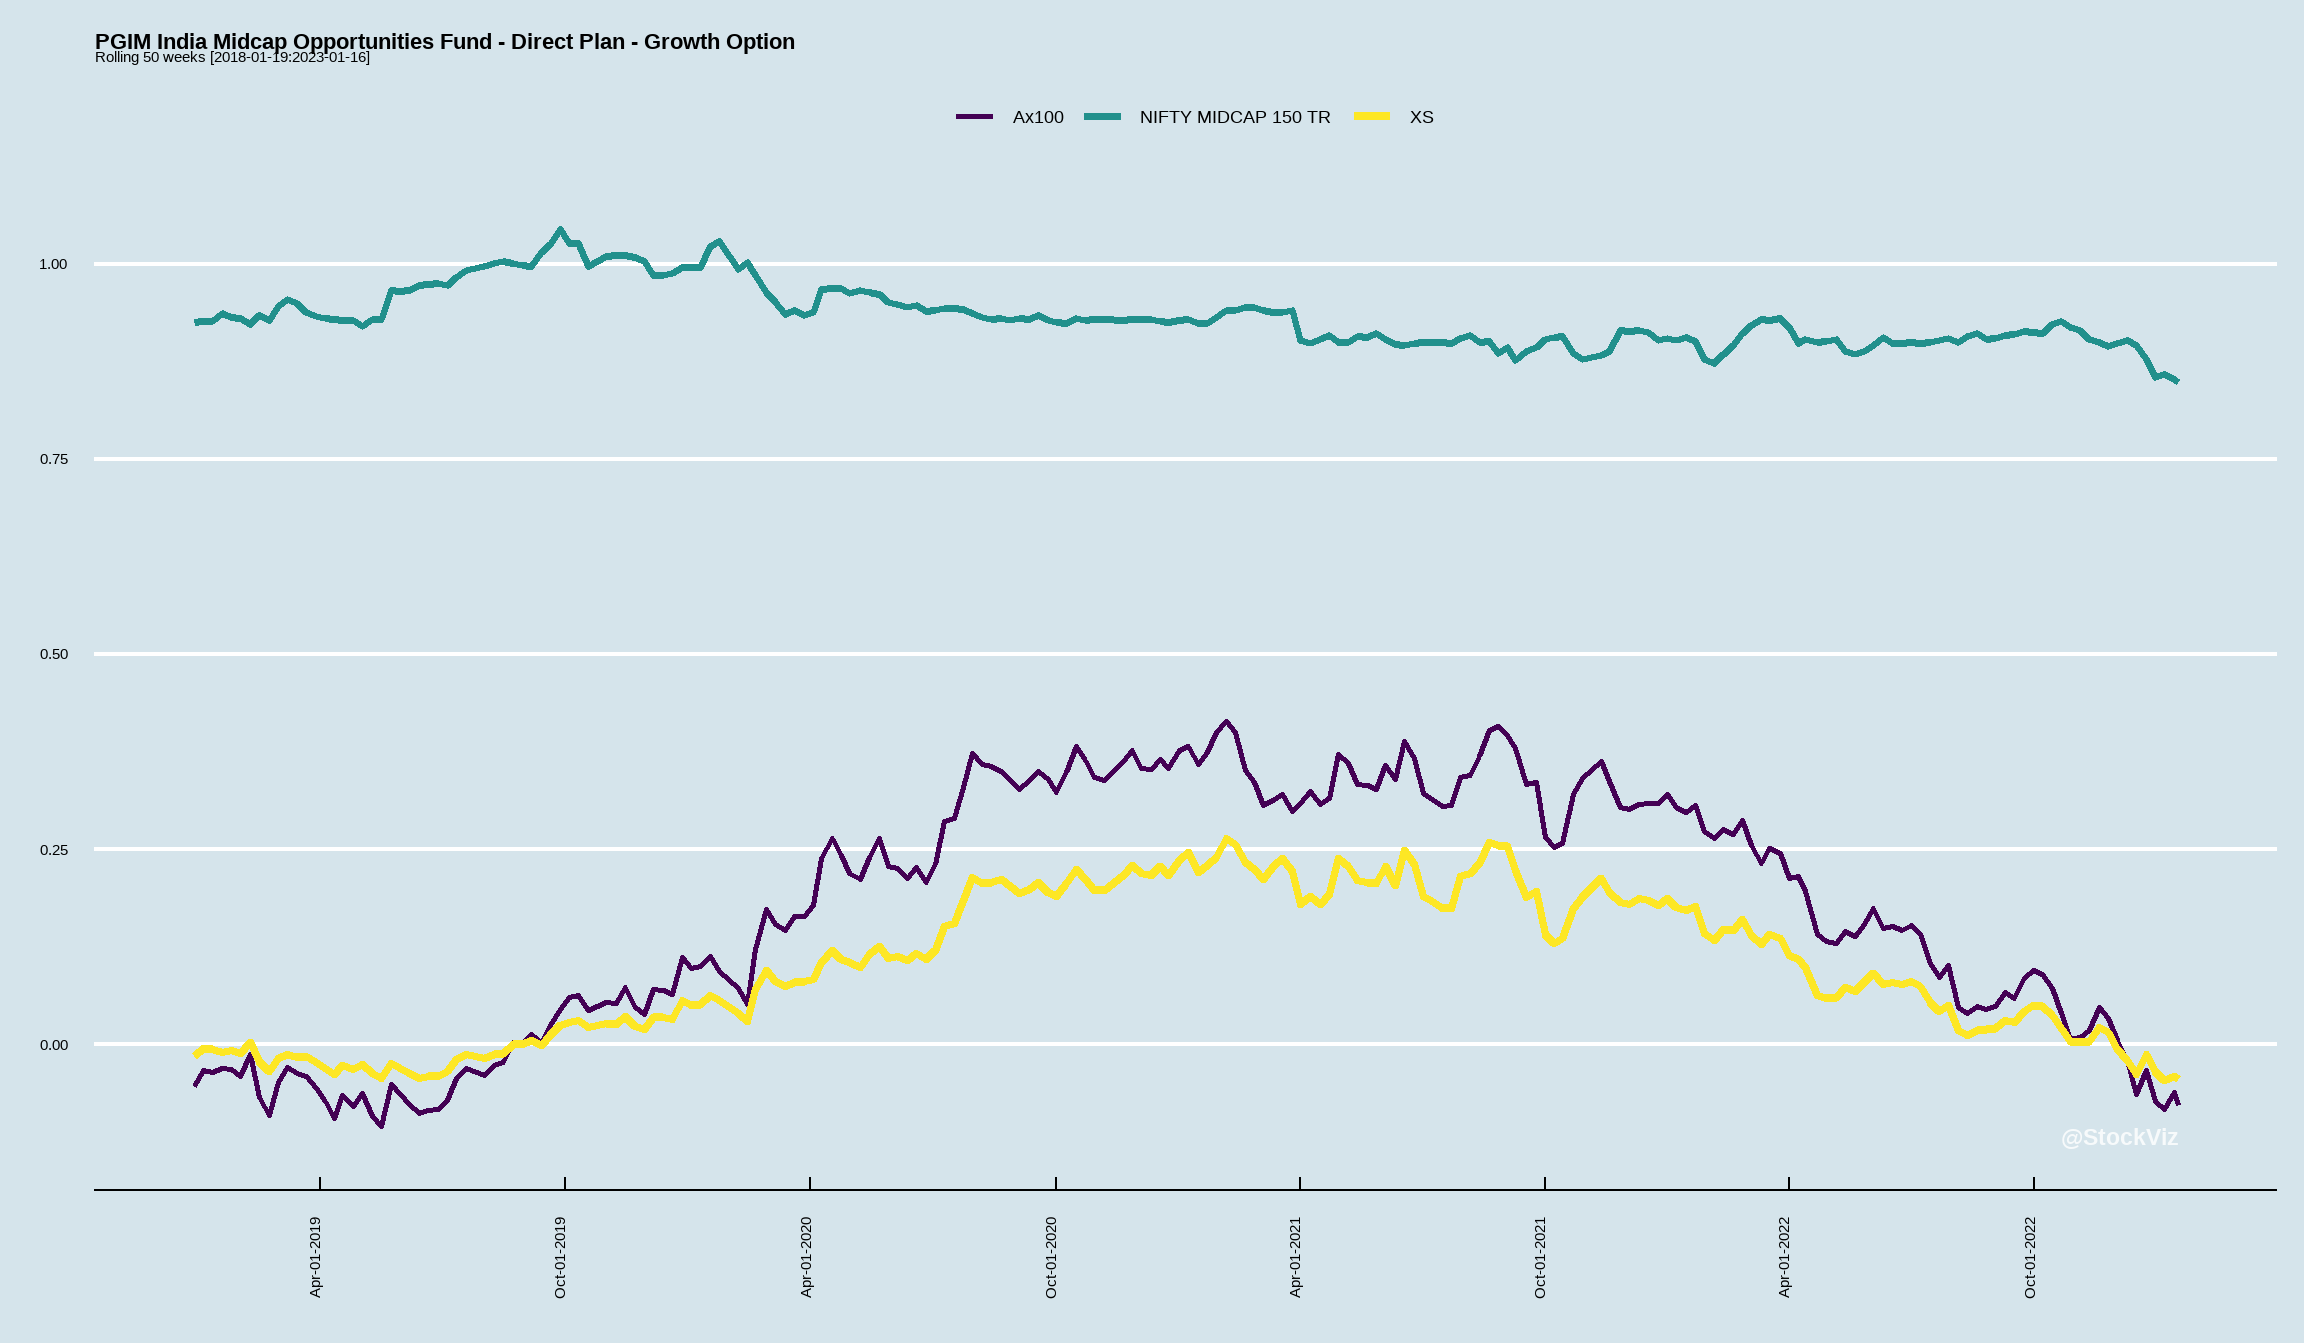 PGIM India Midcap Opportunities Fund - Direct Plan - Growth Option
Rolling 50 weeks [2018-01-19:2023-01-16]
Ax100 NIFTY MIDCAP 150 TR XS
1.00
0.75
0.50
0.25
0.00
@StockViz
Apr-01-2019 Oct-01-2019 Apr-01-2020 Oct-01-2020 Apr-01-2021 Oct-01-2021 Apr-01-2022 Oct-01-2022